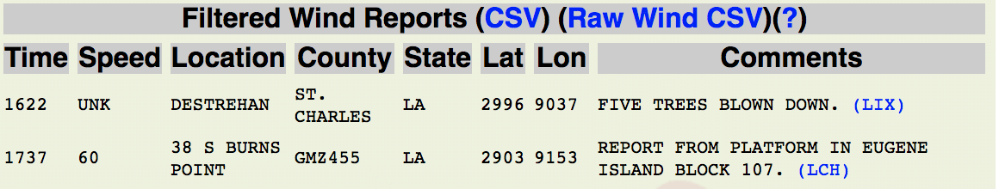 Filtered Wind Reports (CSV) (Raw Wind CSV)(?)
Time Speed Location County State Lat Lon Comments
1622 UNK DESTREHAN ST. CHARLES LA 2996 9037 FIVE TREES BLOWN DOWN. (LIX)
1737 60 38 S BURNS POINT GMZ455 LA 2903 9153 REPORT FROM PLATFORM IN EUGENE ISLAND BLOCK 107. (LCH)